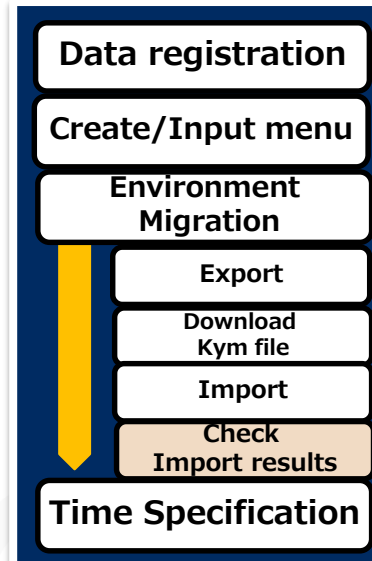 Data registration
Create/Input menu
Environment
Migration
Export
Download
Kym file
Import
Check
Import results
Time Specification